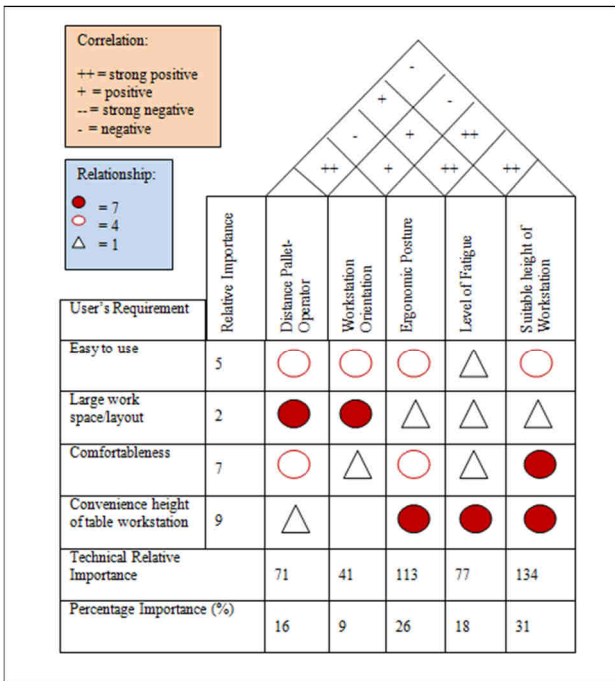 Correlation:
++ = strong positive
+ = positive
-- = strong negative
- = negative
Relationship:
= 7
= 4
= 1
-
+ -
- + ++
++ + ++ ++
User's Requirement
Relative Importance
Distance Pallet-
Operator
Workstation
Orientation
Ergonomic Posture
Level of Fatigue
Suitable height of
Workstation
Easy to use
5
Large work
space/layout
2
Comfortableness
7
Convenience height
of table workstation
9
Technical Relative
Importance
71 41 113 77 134
Percentage Importance (%)
16 9 26 18 31